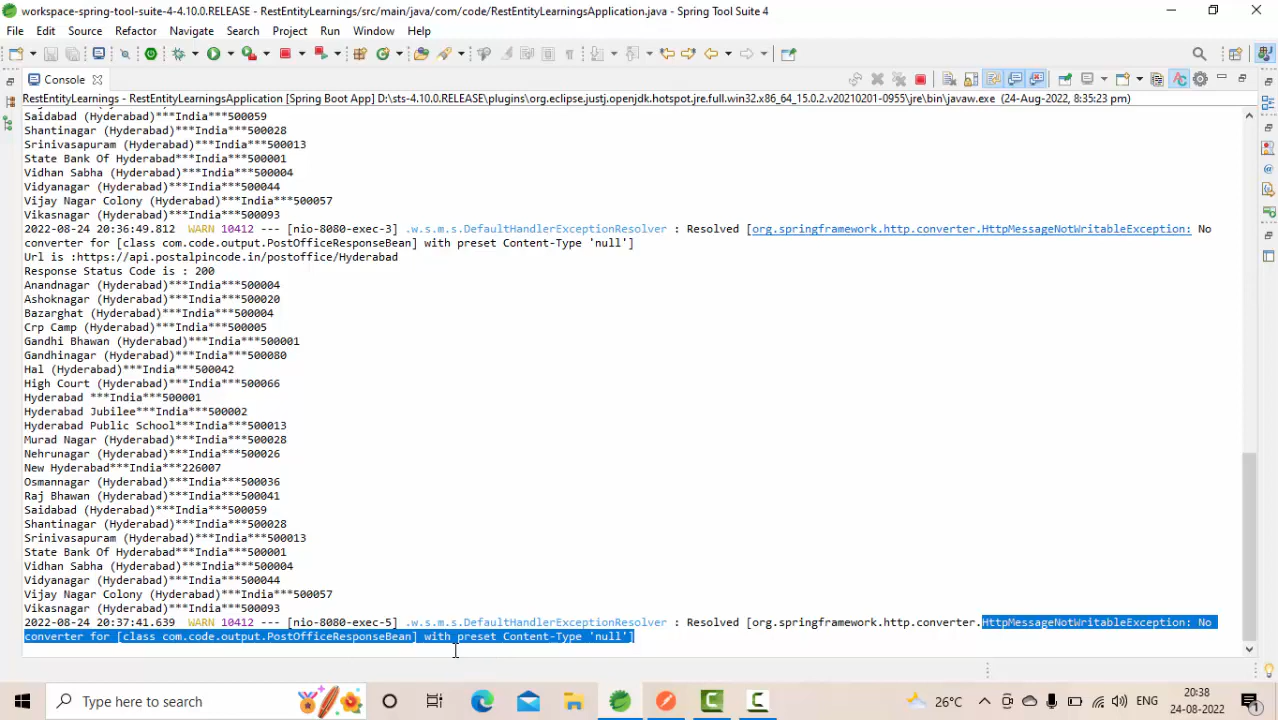 workspace-spring-tool-suite-4-4.10.0.RELEASE - RestEntityLearnings/src/main/java/com/code/RestEntityLearningsApplication.java - Spring Tool Suite 4
File Edit Source Refactor Navigate Search Project Run Window Help
Console
RestEntityLearnings - RestEntityLearningsApplication [Spring Boot App] D:\sts-4.10.0.RELEASE\plugins\org.eclipse.justj.openjdk.hotspot.jre.full.win32.x86_64_15.0.2.v20210201-0955\jre\bin\javaw.exe (24-Aug-2022, 8:35:23 pm)
Saidabad (Hyderabad)***India***500059
Shantinagar (Hyderabad)***India***500028
Srinivasapuram (Hyderabad)***India***500013
State Bank Of Hyderabad***India***500001
Vidhan Sabha (Hyderabad)***India***500004
Vidyanagar (Hyderabad)***India***500044
Vijay Nagar Colony (Hyderabad)***India***500057
Vikasnagar (Hyderabad)***India***500093
2022-08-24 20:36:49.812 WARN 10412 --- [nio-8080-exec-3] .w.s.m.s.DefaultHandlerExceptionResolver : Resolved [org.springframework.http.converter.HttpMessageNotWritableException: No
converter for [class com.code.output.PostOfficeResponseBean] with preset Content-Type 'null']
Url is :https://api.postalpincode.in/postoffice/Hyderabad
Response Status Code is : 200
Anandnagar (Hyderabad)***India***500004
Ashoknagar (Hyderabad)***India***500020
Bazarghat (Hyderabad)***India***500004
Crp Camp (Hyderabad)***India***500005
Gandhi Bhawan (Hyderabad)***India***500001
Gandhinagar (Hyderabad)***India***500080
Hal (Hyderabad)***India***500042
High Court (Hyderabad)***India***500066
Hyderabad ***India***500001
Hyderabad Jubilee***India***500002
Hyderabad Public School***India***500013
Murad Nagar (Hyderabad)***India***500028
Nehrunagar (Hyderabad)***India***500026
New Hyderabad***India***226007
Osmannagar (Hyderabad)***India***500036
Raj Bhawan (Hyderabad)***India***500041
Saidabad (Hyderabad)***India***500059
Shantinagar (Hyderabad)***India***500028
Srinivasapuram (Hyderabad)***India***500013
State Bank Of Hyderabad***India***500001
Vidhan Sabha (Hyderabad)***India***500004
Vidyanagar (Hyderabad)***India***500044
Vijay Nagar Colony (Hyderabad)***India***500057
Vikasnagar (Hyderabad)***India***500093
2022-08-24 20:37:41.639 WARN 10412 --- [nio-8080-exec-5] .w.s.m.s.DefaultHandlerExceptionResolver : Resolved [org.springframework.http.converter.HttpMessageNotWritableException: No
converter for [class com.code.output.PostOfficeResponseBean] with preset Content-Type 'null']
Type here to search
26°C
ENG
20:38
24-08-2022
1